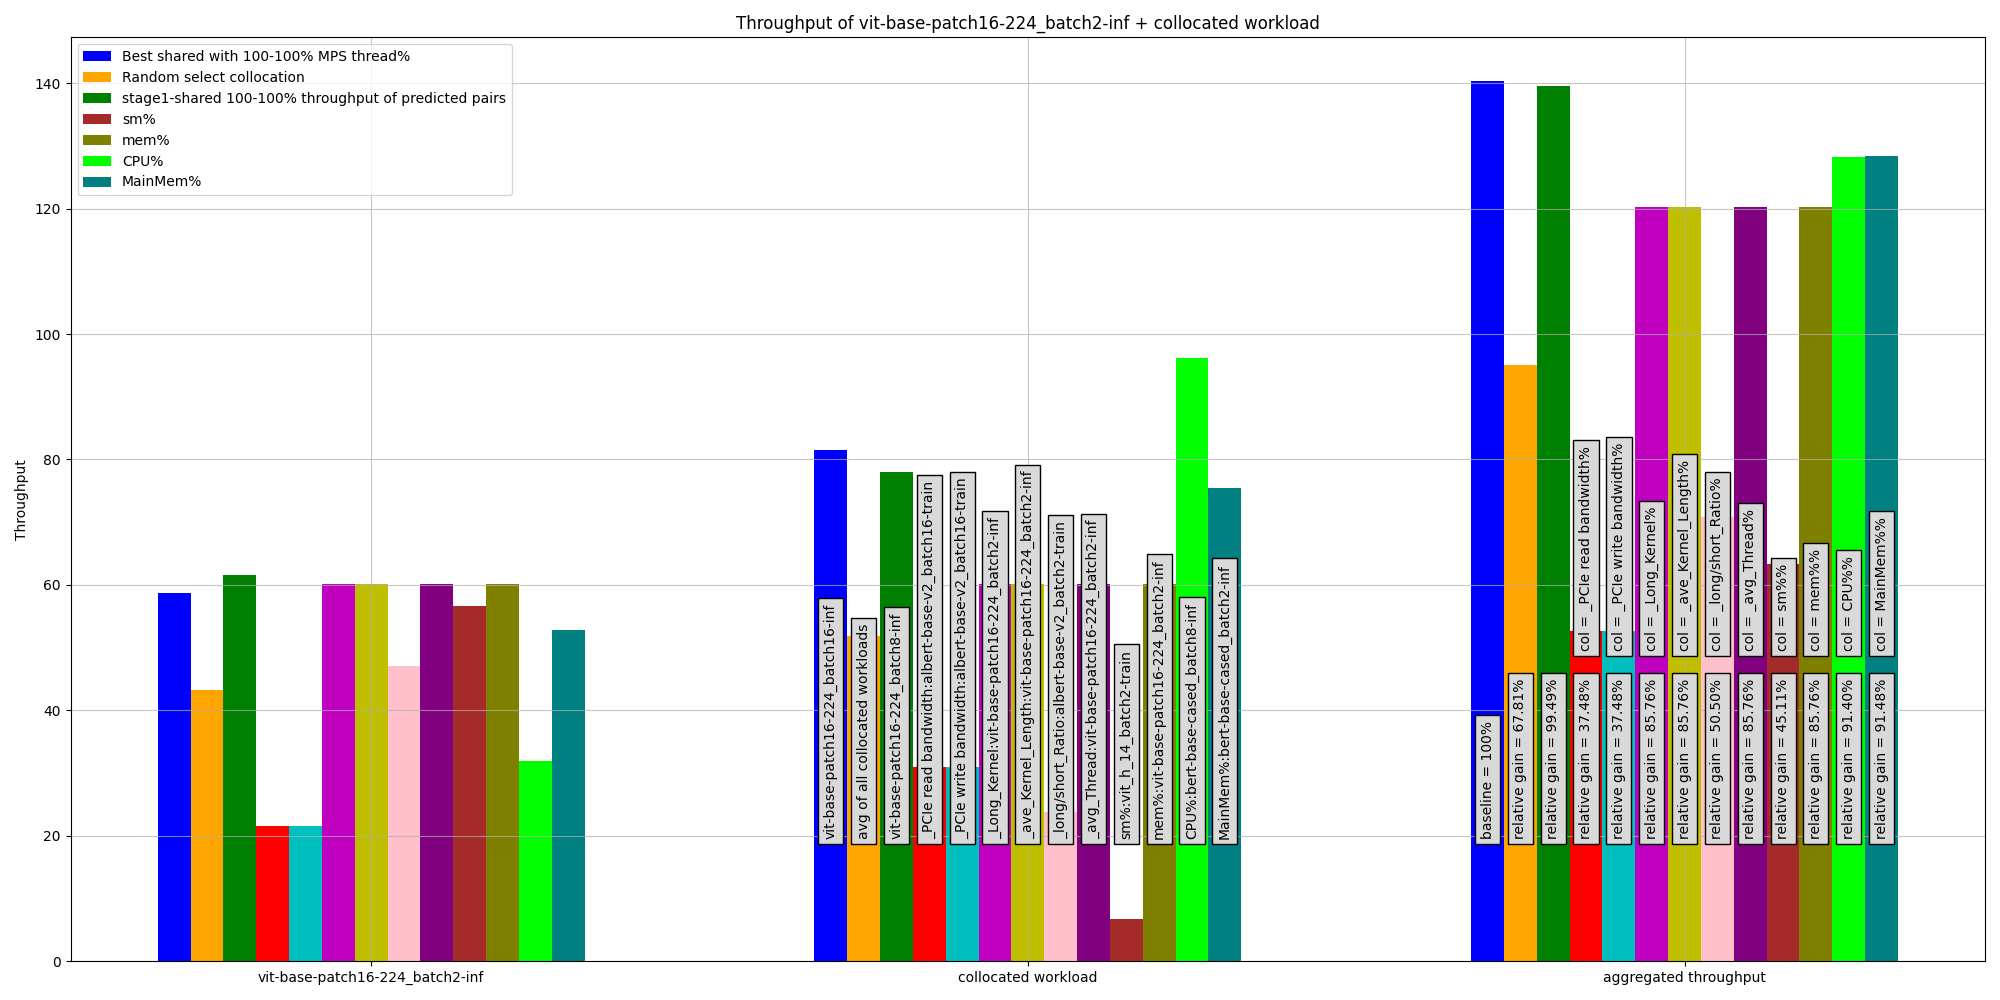 Throughput of vit-base-patch16-224_batch2-inf + collocated workload
Best shared with 100-100% MPS thread%
Random select collocation
stage1-shared 100-100% throughput of predicted pairs
sm%
mem%
CPU%
MainMem%
Throughput
140
120
100
80
60
40
20
0
vit-base-patch16-224_batch16-inf
avg of all collocated workloads
vit-base-patch16-224_batch8-inf
_PCIe read bandwidth:albert-base-v2_batch16-train
_PCIe write bandwidth:albert-base-v2_batch16-train
_Long_Kernel:vit-base-patch16-224_batch2-inf
_ave_Kernel_Length:vit-base-patch16-224_batch2-inf
_long/short_Ratio:albert-base-v2_batch2-train
_avg_Thread:vit-base-patch16-224_batch2-inf
sm%:vit_h_14_batch2-train
mem%:vit-base-patch16-224_batch2-inf
CPU%:bert-base-cased_batch8-inf
MainMem%:bert-base-cased_batch2-inf
col = _PCIe read bandwidth%
col = _PCIe write bandwidth%
col = _Long_Kernel%
col = _ave_Kernel_Length%
col = _long/short_Ratio%
col = _avg_Thread%
col = sm%%
col = mem%%
col = CPU%%
col = MainMem%%
baseline = 100%
relative gain = 67.81%
relative gain = 99.49%
relative gain = 37.48%
relative gain = 37.48%
relative gain = 85.76%
relative gain = 85.76%
relative gain = 50.50%
relative gain = 85.76%
relative gain = 45.11%
relative gain = 85.76%
relative gain = 91.40%
relative gain = 91.48%
vit-base-patch16-224_batch2-inf
collocated workload
aggregated throughput